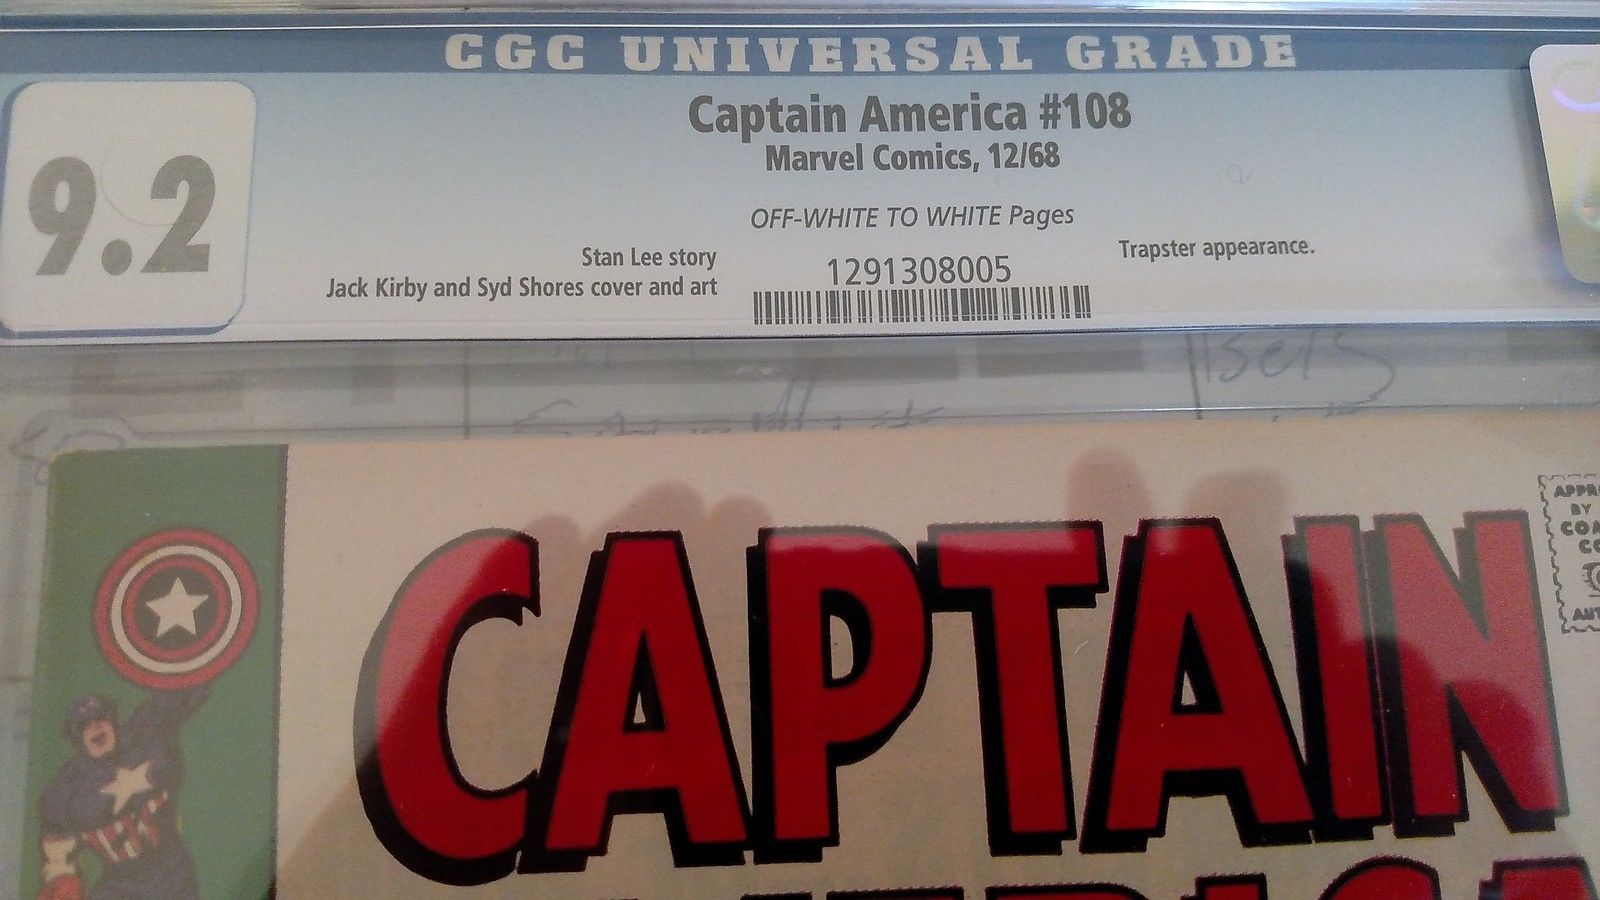 CGC UNIVERSAL GRADE
9.2
Captain America #108
Marvel Comics, 12/68
OFF-WHITE TO WHITE Pages
Stan Lee story
Jack Kirby and Syd Shores cover and art
1291308005
Trapster appearance.
CAPTAIN
BY